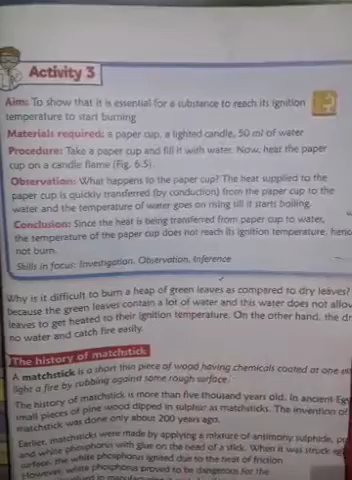 Activity 3
Aim: To show that it is essential for a substance to reach its ignition
temperature to start burning
Materials required: a paper cup, a lighted candle, 50 ml of water
Procedure: Take a paper cup and fill it with water. Now, heat the paper
cup on a candle flame (Fig. 6.5).
Observation: What happens to the paper cup? The heat supplied to the
paper cup is quickly transferred (by conduction) from the paper cup to the
water and the temperature of water goes on rising till it starts boiling.
Conclusion: Since the heat is being transferred from paper cup to water,
the temperature of the paper cup does not reach its ignition temperature, henc
not burn.
Skills in focus: Investigation, Observation, Inference
Why is it difficult to burn a heap of green leaves as compared to dry leaves?
because the green leaves contain a lot of water and this water does not allow
leaves to get heated to their ignition temperature. On the other hand, the dr
no water and catch fire easily.
The history of matchstick
A matchstick is a short thin piece of wood having chemicals coated at one
light a fire by rubbing against some rough surface.
The history of matchstick is more than five thousand years old. In ancient Egy
small pieces of pine wood dipped in sulphur as matchsticks. The invention of
matchstick was done only about 200 years ago.
Earlier, matchsticks were made by applying a mixture of antimony sulphide,
and white phosphorus with glue on the head of a stick. When it was struck
surface, the white phosphorus ignited due to the heat of friction
However, white phosphorus proved to be dangerous for the